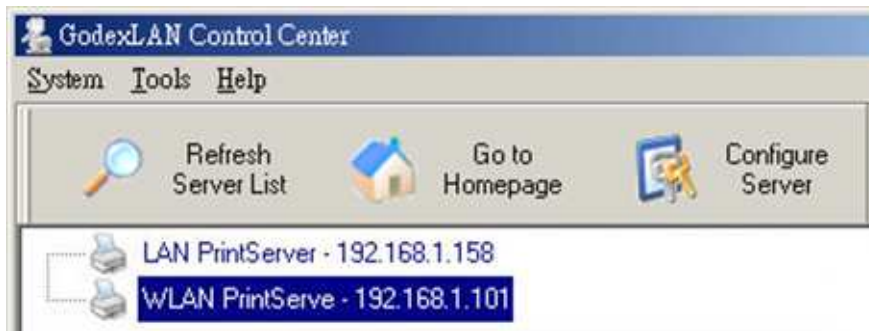 GodexLAN Control Center
System Tools Help
Refresh Server List
Go to Homepage
Configure Server
LAN PrintServer - 192.168.1.158
WLAN PrintServe - 192.168.1.101